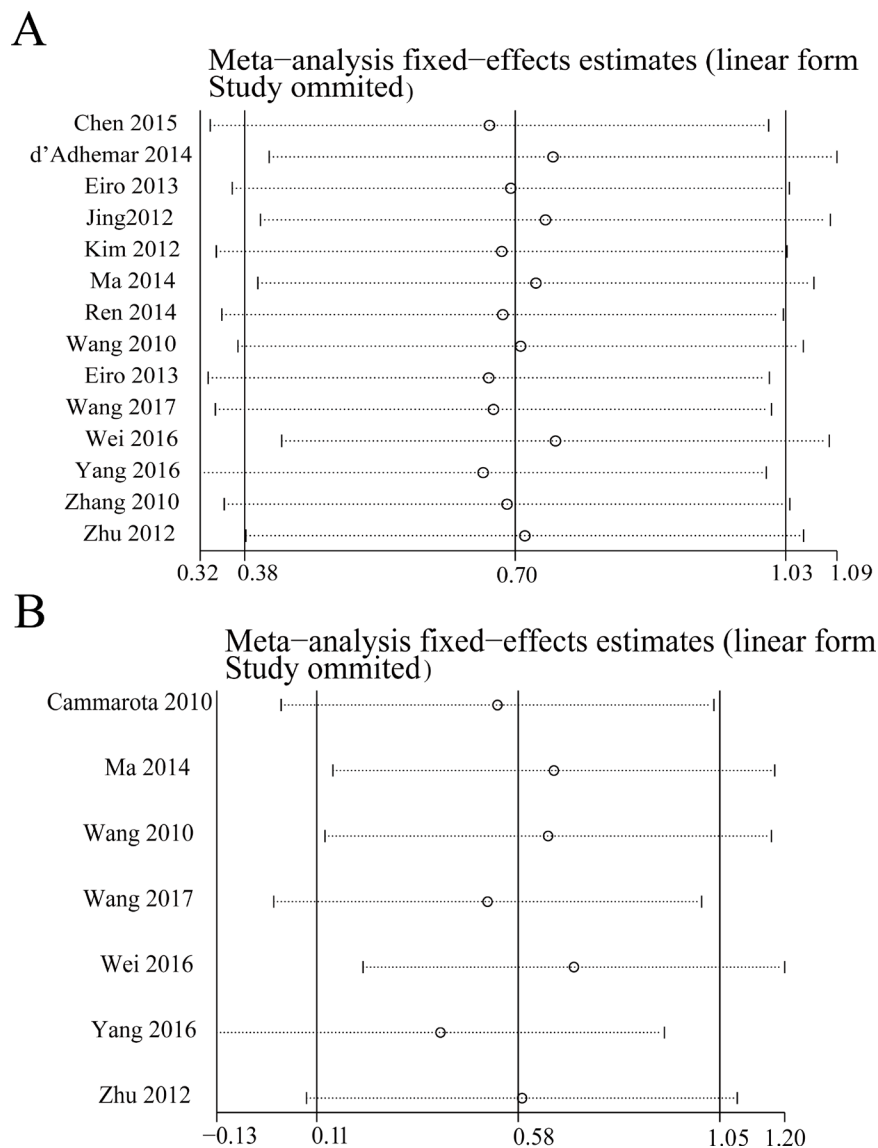 A
Meta−analysis fixed−effects estimates (linear form
Study ommited)
Chen 2015
d’Adhemar 2014
Eiro 2013
Jing2012
Kim 2012
Ma 2014
Ren 2014
Wang 2010
Eiro 2013
Wang 2017
Wei 2016
Yang 2016
Zhang 2010
Zhu 2012
0.32 0.38 0.70 1.03 1.09
B
Meta−analysis fixed−effects estimates (linear form
Study ommited)
Cammarota 2010
Ma 2014
Wang 2010
Wang 2017
Wei 2016
Yang 2016
Zhu 2012
−0.13 0.11 0.58 1.05 1.20